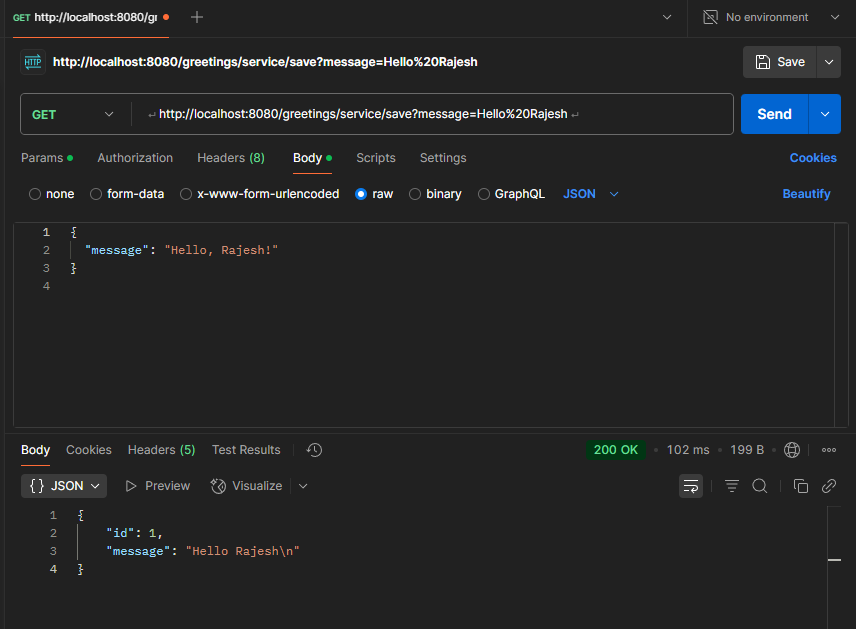 GET http://localhost:8080/gr
No environment
HTTP http://localhost:8080/greetings/service/save?message=Hello%20Rajesh
Save
GET ↵ http://localhost:8080/greetings/service/save?message=Hello%20Rajesh ↵
Send
Params Authorization Headers (8) Body Scripts Settings Cookies
none form-data x-www-form-urlencoded raw binary GraphQL JSON Beautify
1 {
2 "message": "Hello, Rajesh!"
3 }
4
Body Cookies Headers (5) Test Results 200 OK • 102 ms • 199 B •
{} JSON Preview Visualize
1 {
2 "id": 1,
3 "message": "Hello Rajesh\n"
4 }